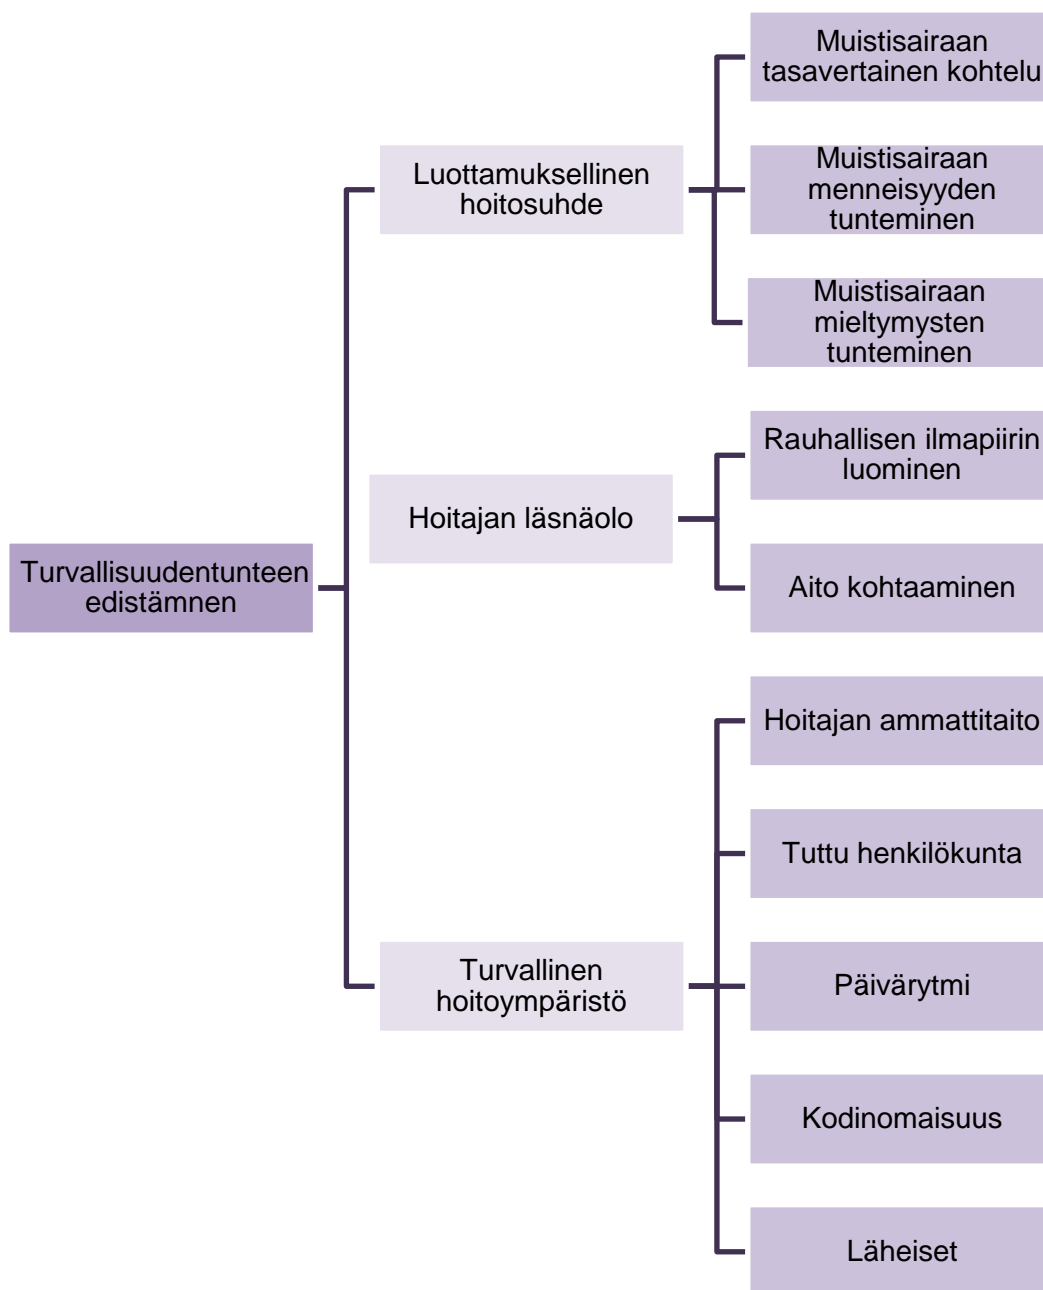 Turvallisuudentunteen
edistämnen
Luottamuksellinen
hoitosuhde
Muistisairaan
tasavertainen kohtelu
Muistisairaan
menneisyyden
tunteminen
Muistisairaan
mieltymysten
tunteminen
Hoitajan läsnäolo
Rauhallisen ilmapiirin
luominen
Aito kohtaaminen
Turvallinen
hoitoympäristö
Hoitajan ammattitaito
Tuttu henkilökunta
Päivärytmi
Kodinomaisuus
Läheiset